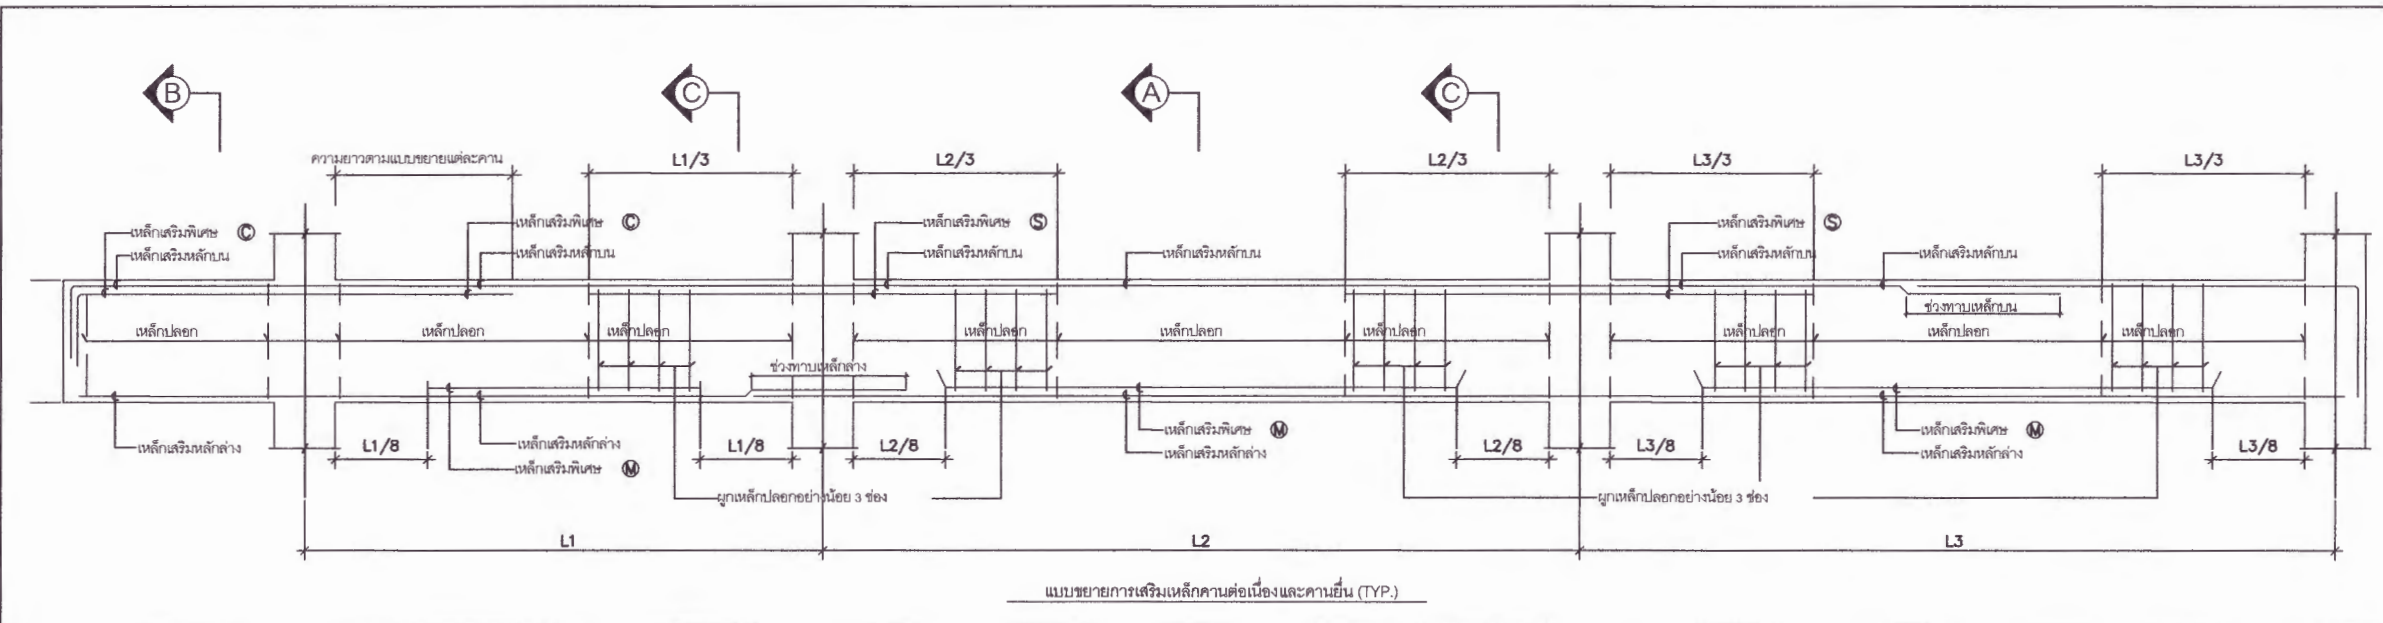 B C A C
ความยาวตามแบบขยายแต่ละคาน L1/3 L2/3 L2/3 L3/3 L3/3
เหล็กเสริมพิเศษ C เหล็กเสริมพิเศษ C เหล็กเสริมพิเศษ S เหล็กเสริมพิเศษ S
เหล็กเสริมหลักบน เหล็กเสริมหลักบน เหล็กเสริมหลักบน เหล็กเสริมหลักบน เหล็กเสริมหลักบน เหล็กเสริมหลักบน
ช่วงทาบเหล็กบน
เหล็กปลอก เหล็กปลอก เหล็กปลอก เหล็กปลอก เหล็กปลอก เหล็กปลอก เหล็กปลอก เหล็กปลอก เหล็กปลอก
ช่วงทาบเหล็กล่าง
เหล็กเสริมพิเศษ M เหล็กเสริมพิเศษ M
เหล็กเสริมหลักล่าง L1/8 เหล็กเสริมหลักล่าง L1/8 L2/8 เหล็กเสริมหลักล่าง L2/8 L3/8 เหล็กเสริมหลักล่าง L3/8
เหล็กเสริมพิเศษ M
ผูกเหล็กปลอกอย่างน้อย 3 ช่อง ผูกเหล็กปลอกอย่างน้อย 3 ช่อง
L1 L2 L3
แบบขยายการเสริมเหล็กคานต่อเนื่องและคานยื่น (TYP.)